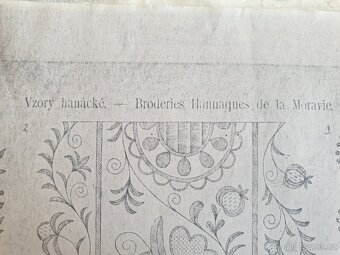 Vzory hanácké. — Broderies Hannaques de la Moravie.
2 3.